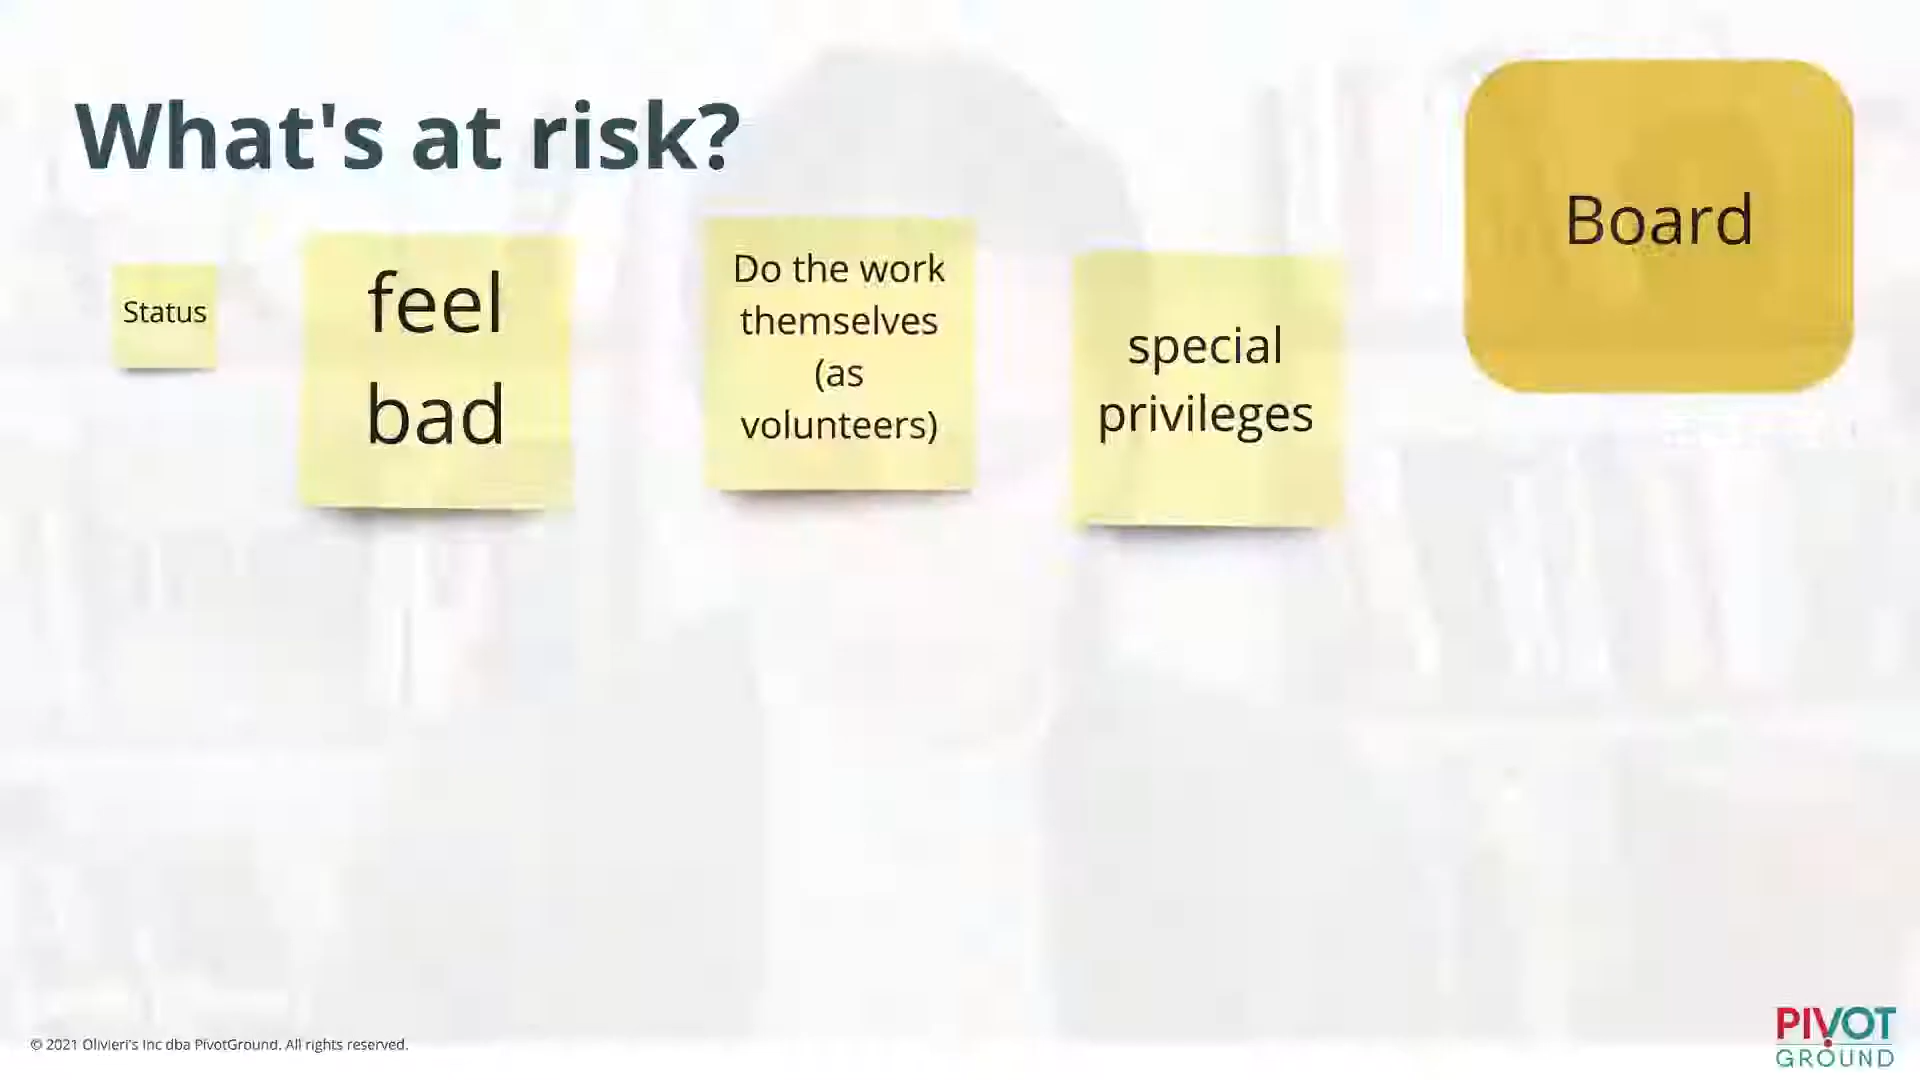 What's at risk?
Status
feel
bad
Do the work
themselves
(as
volunteers)
special
privileges
Board
© 2021 Olivieri's Inc dba PivotGround. All rights reserved.
PIVOT
GROUND